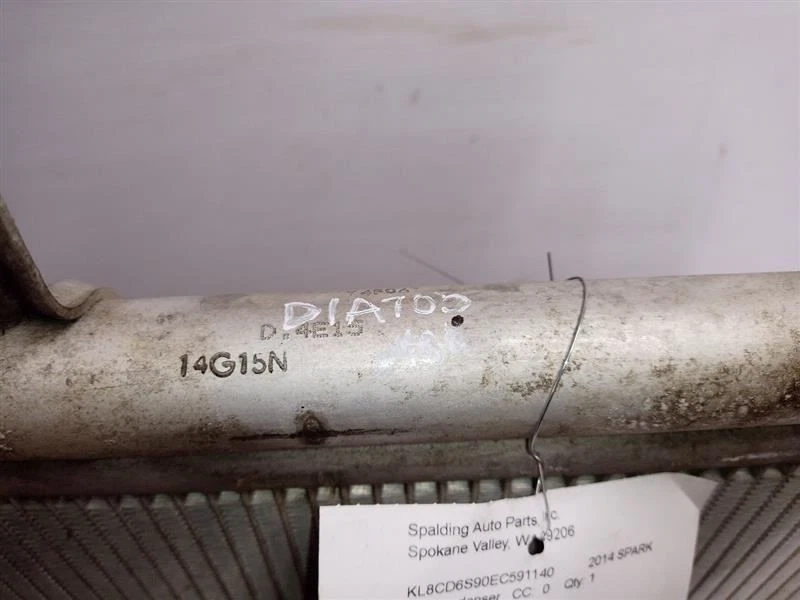 DIATOD
D.4E15
14G15N
Spalding Auto Parts, Inc.
Spokane Valley, WA 99206
KL8CD6S90EC591140 2014 SPARK
CC: 0 Qty: 1